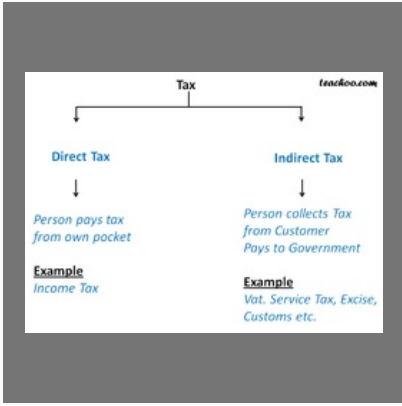 Tax
teachoo.com
Direct Tax
Indirect Tax
Person pays tax
from own pocket
Example
Income Tax
Person collects Tax
from Customer
Pays to Government
Example
Vat. Service Tax, Excise,
Customs etc.